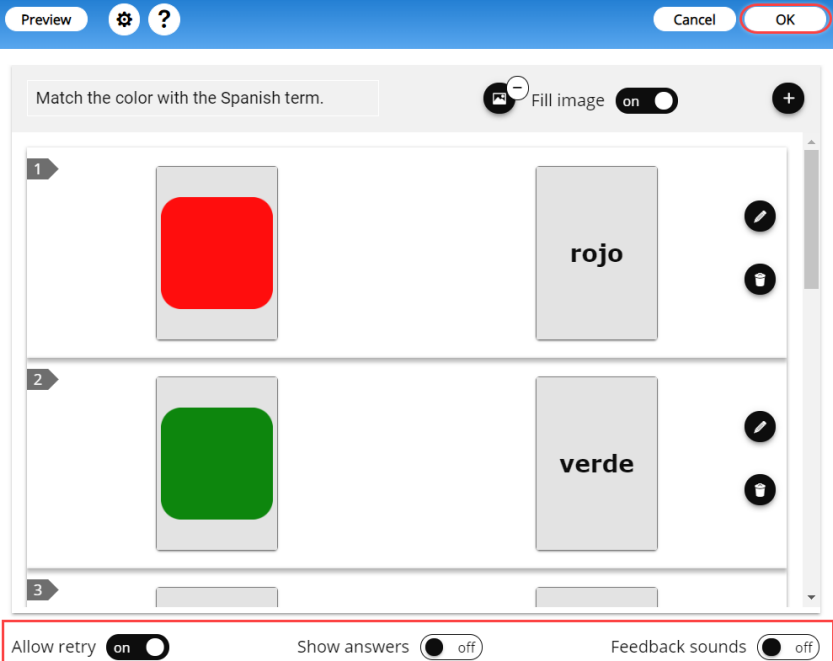 Preview ? Cancel OK
Match the color with the Spanish term. Fill image on
1
rojo
2
verde
3
Allow retry on Show answers off Feedback sounds off